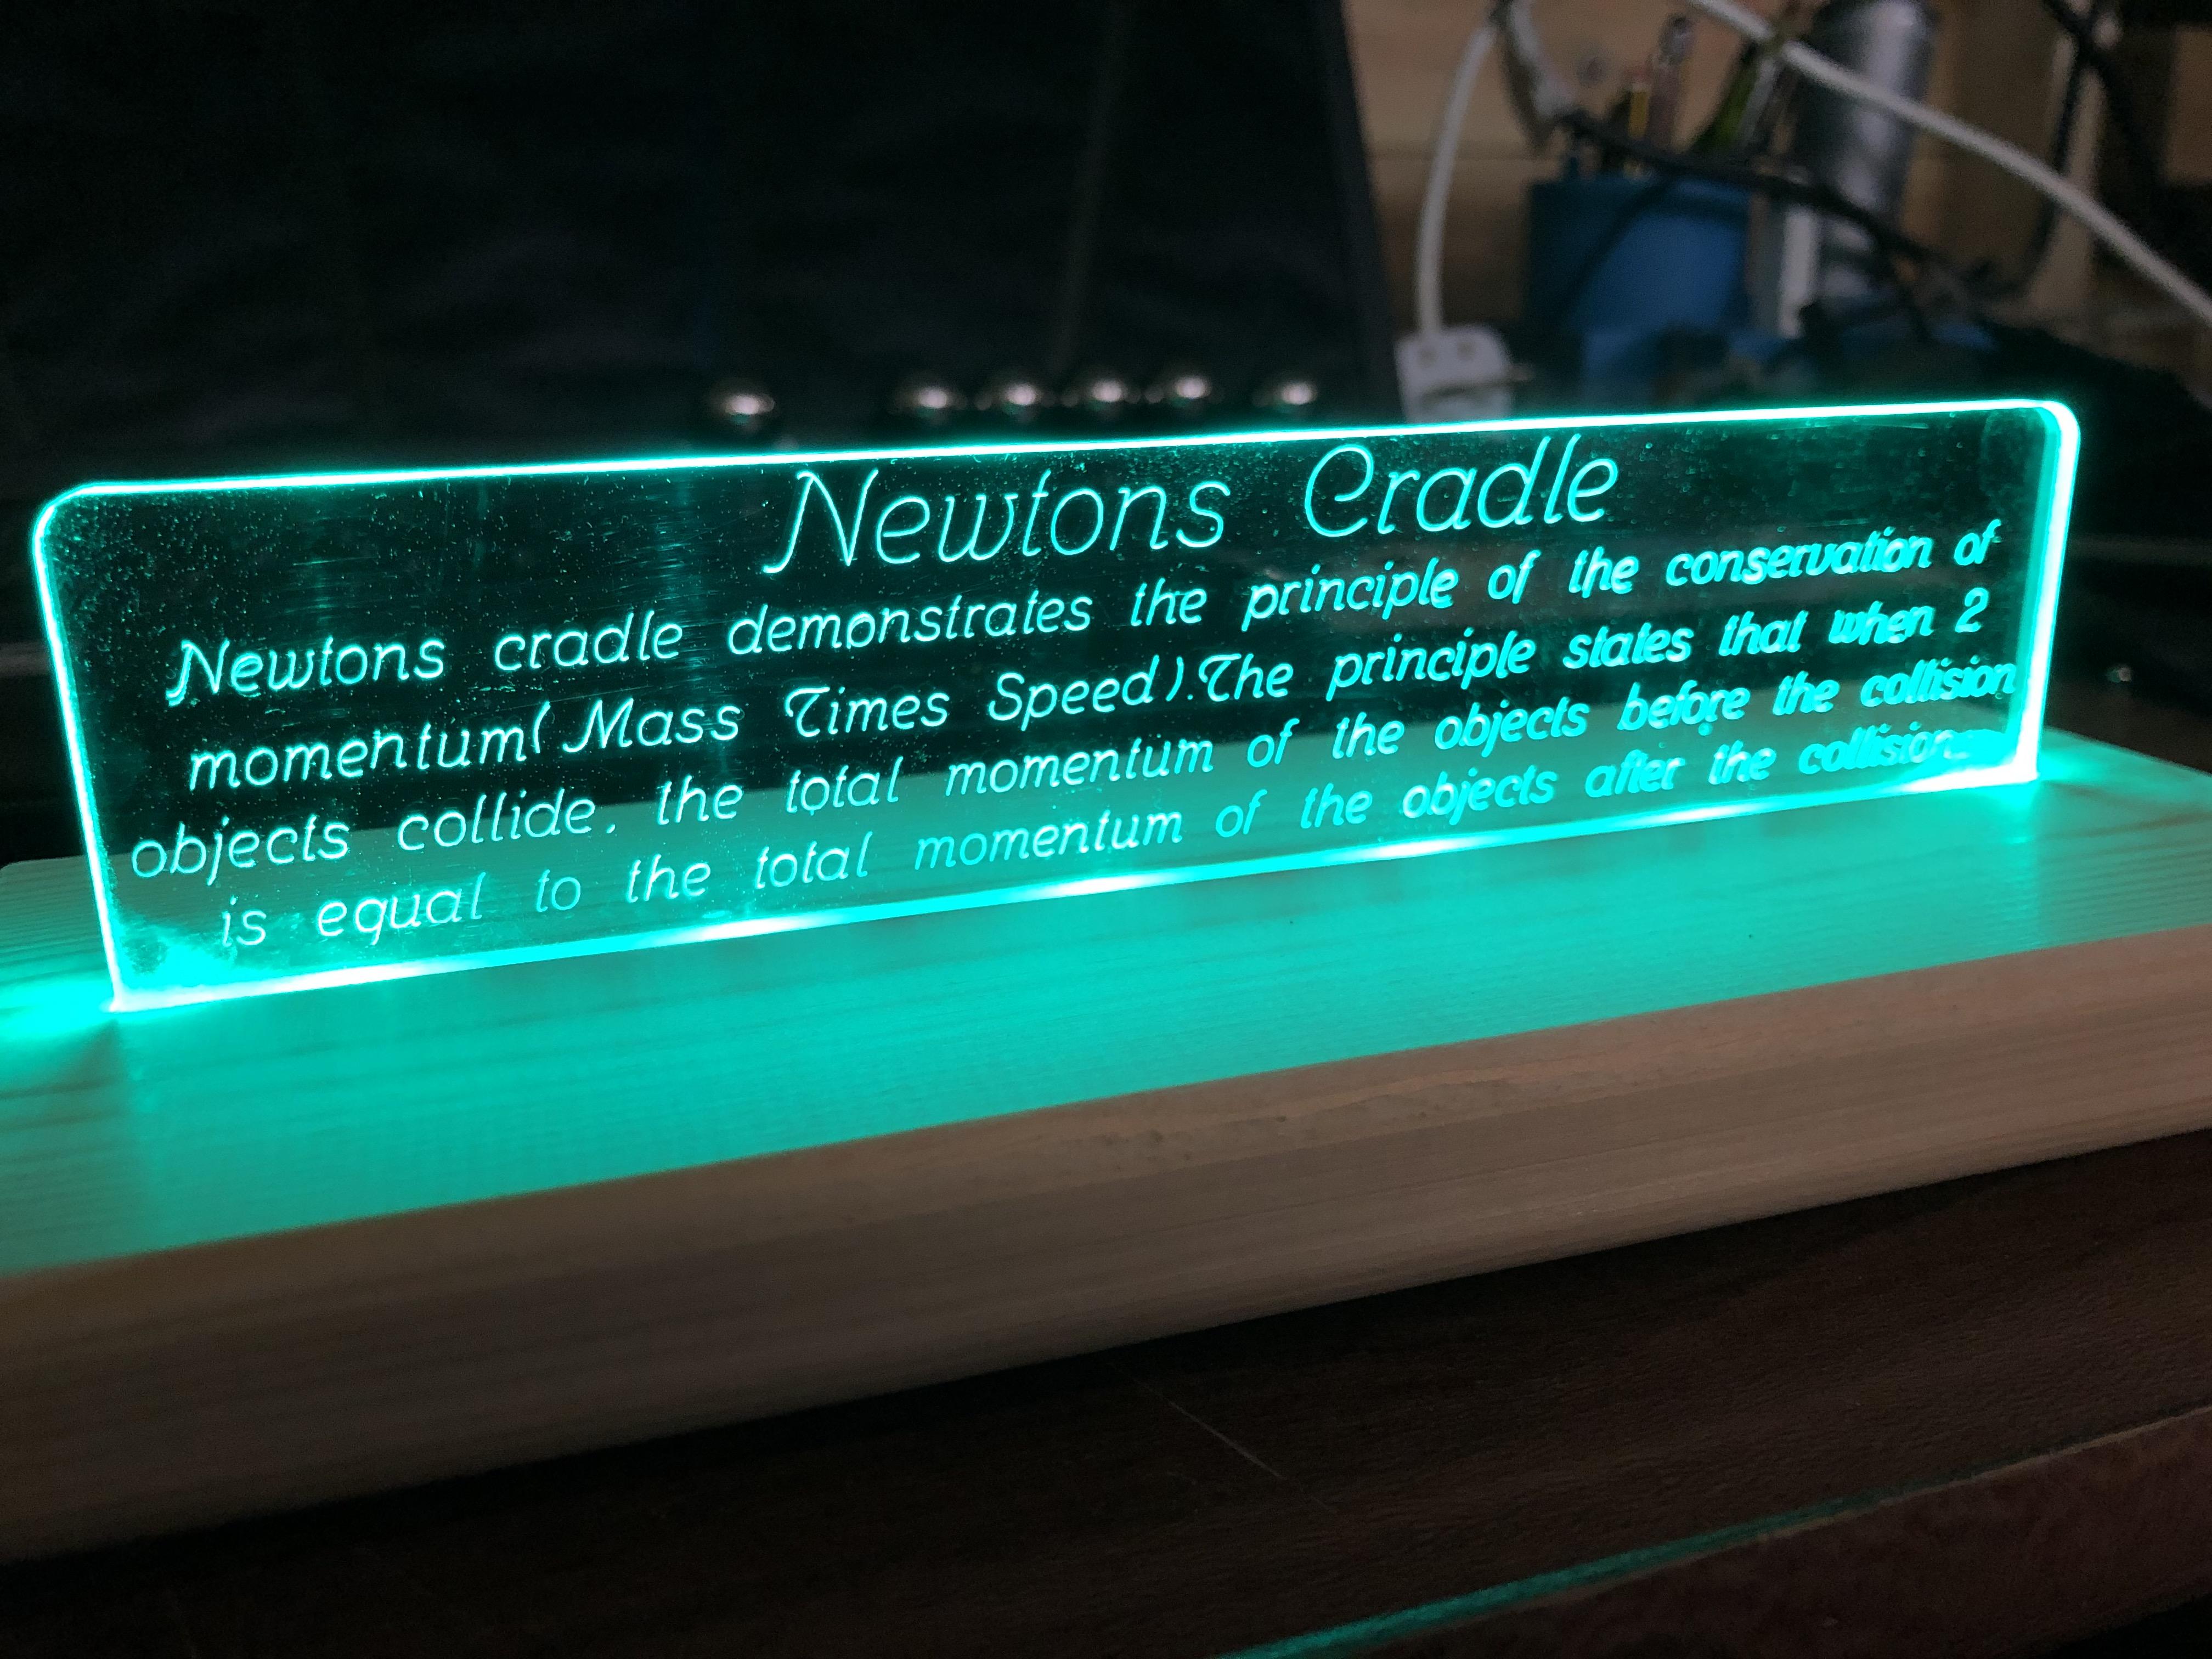 Newtons Cradle
Newtons cradle demonstrates the principle of the conservation of
momentum( Mass Times Speed).The principle states that when 2
objects collide, the total momentum of the objects before the collision
is equal to the total momentum of the objects after the collision